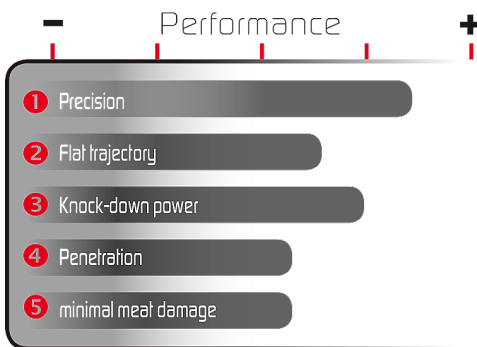 − Performance +
1 Precision
2 Flat trajectory
3 Knock-down power
4 Penetration
5 minimal meat damage